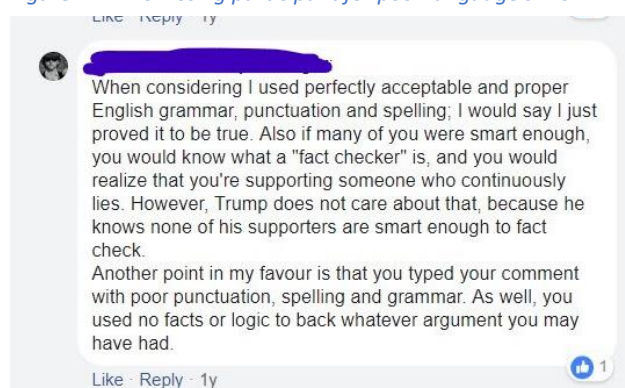 Like Reply 1y
When considering I used perfectly acceptable and proper
English grammar, punctuation and spelling; I would say I just
proved it to be true. Also if many of you were smart enough,
you would know what a "fact checker" is, and you would
realize that you're supporting someone who continuously
lies. However, Trump does not care about that, because he
knows none of his supporters are smart enough to fact
check.
Another point in my favour is that you typed your comment
with poor punctuation, spelling and grammar. As well, you
used no facts or logic to back whatever argument you may
have had.
1
Like · Reply · 1y